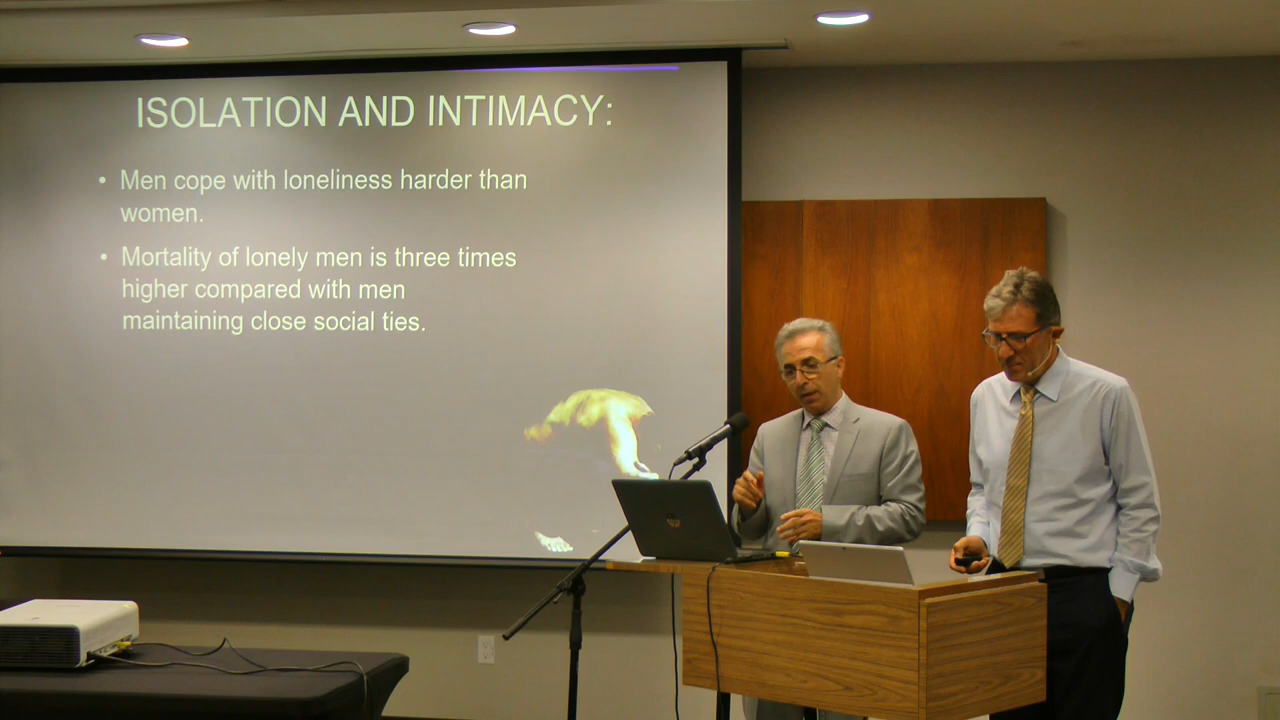 ISOLATION AND INTIMACY:
• Men cope with loneliness harder than
women.
• Mortality of lonely men is three times
higher compared with men
maintaining close social ties.
hp